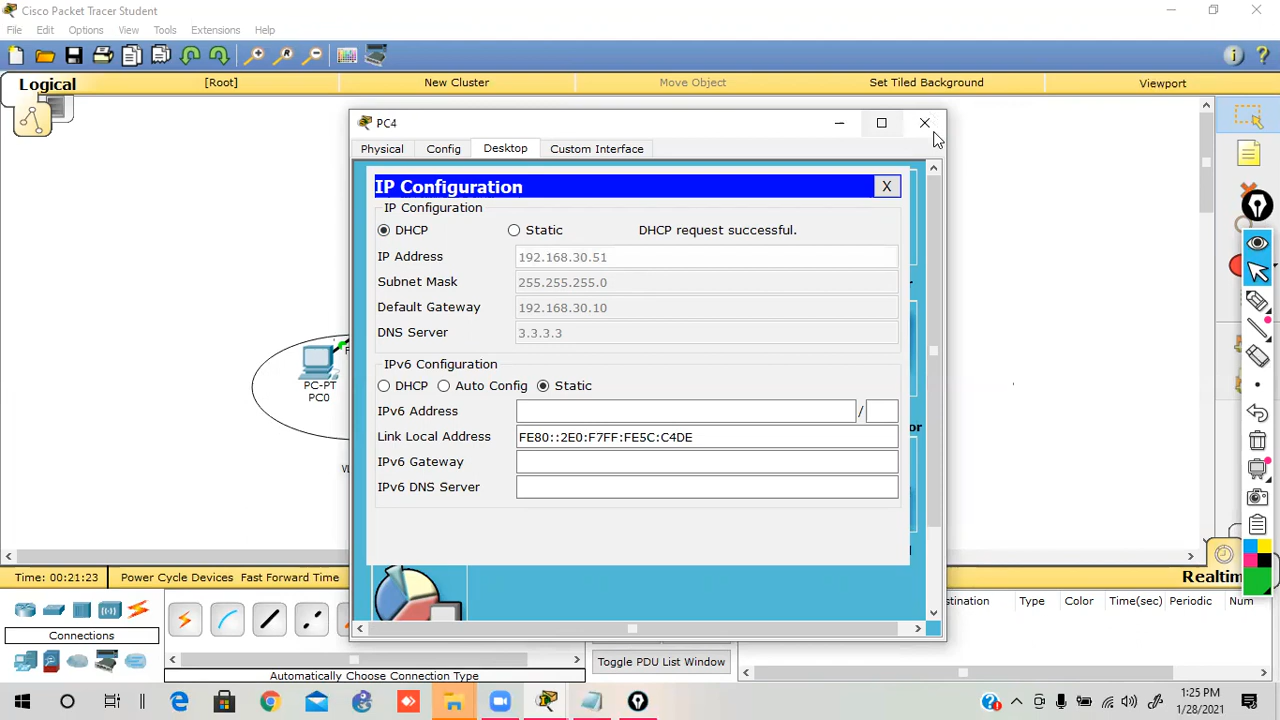 Cisco Packet Tracer Student
File Edit Options View Tools Extensions Help
Logical [Root] New Cluster Move Object Set Tiled Background Viewport
PC4
Physical Config Desktop Custom Interface
IP Configuration X
IP Configuration
DHCP Static DHCP request successful.
IP Address 192.168.30.51
Subnet Mask 255.255.255.0
Default Gateway 192.168.30.10
DNS Server 3.3.3.3
IPv6 Configuration
DHCP Auto Config Static
IPv6 Address /
Link Local Address FE80::2E0:F7FF:FE5C:C4DE
IPv6 Gateway
IPv6 DNS Server
PC-PT
PC0
Time: 00:21:23 Power Cycle Devices Fast Forward Time
Type Color Time(sec) Periodic Num
Connections
Automatically Choose Connection Type
Toggle PDU List Window
1:25 PM
1/28/2021